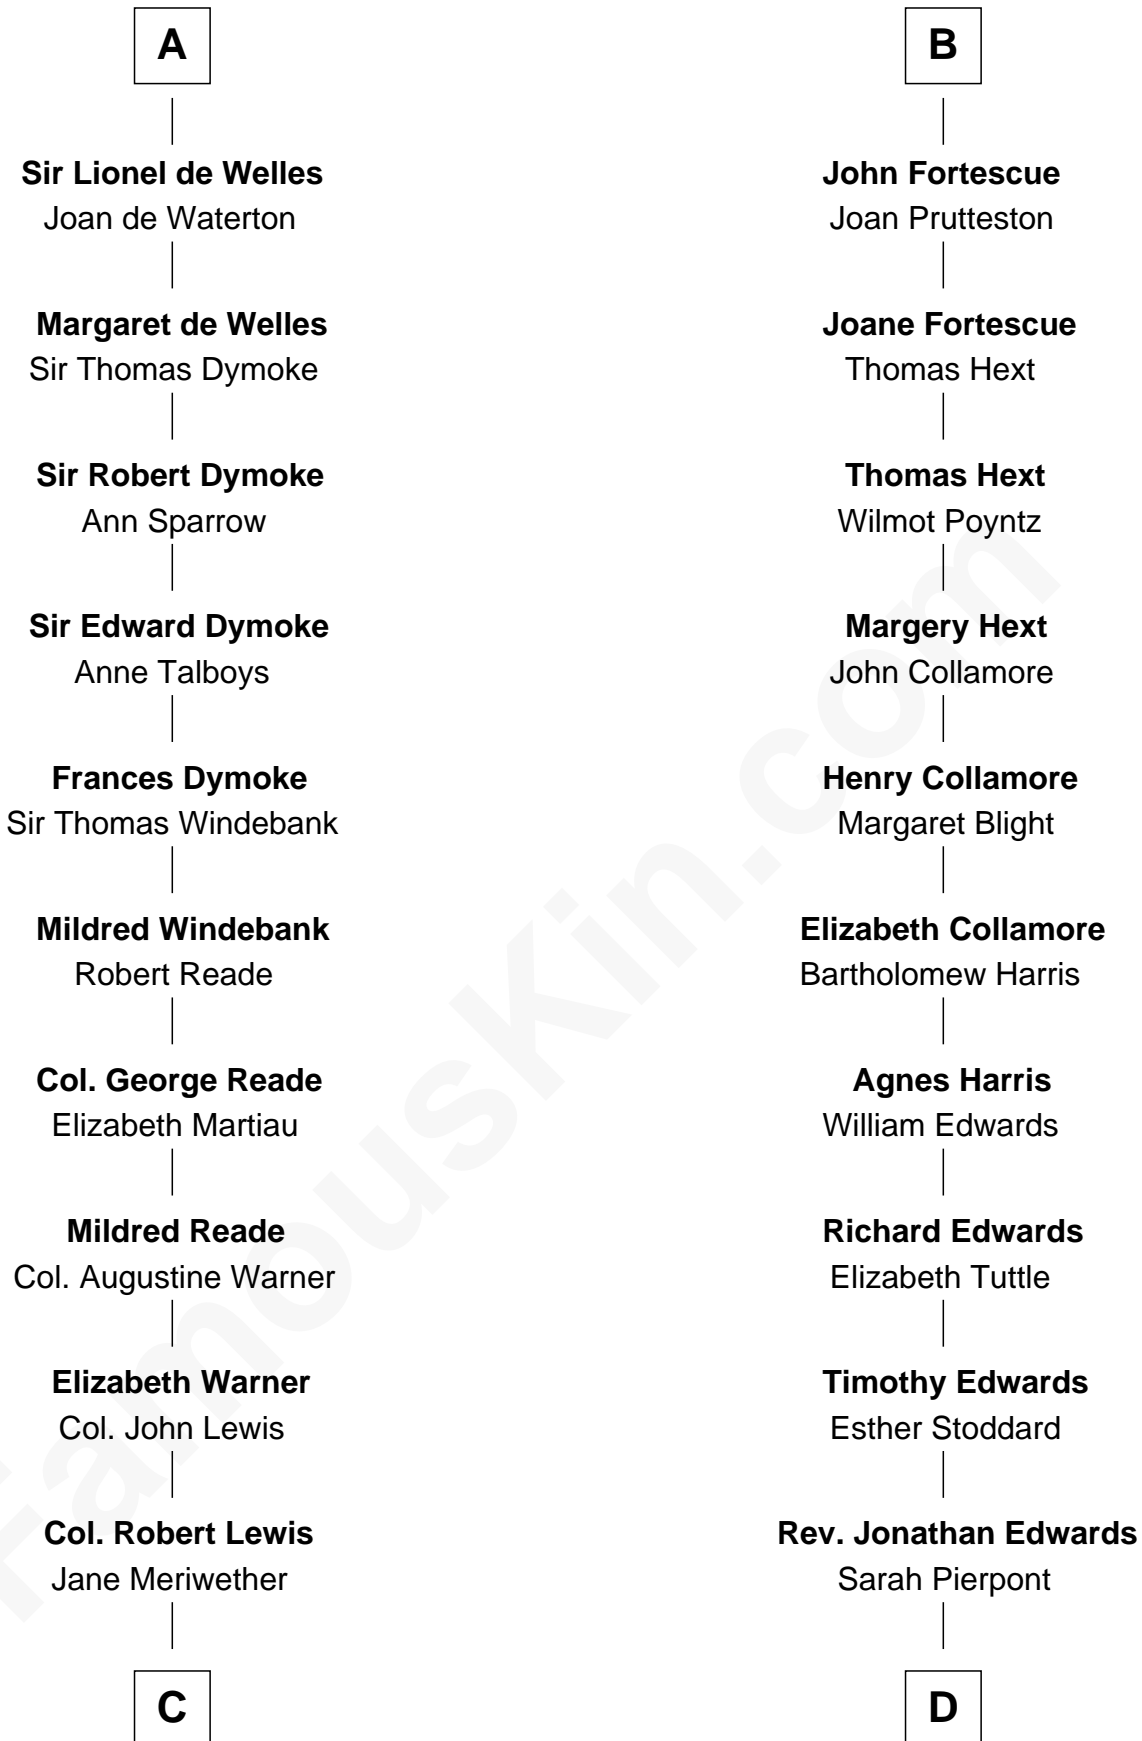 A
Sir Lionel de Welles
Joan de Waterton
Margaret de Welles
Sir Thomas Dymoke
Sir Robert Dymoke
Ann Sparrow
Sir Edward Dymoke
Anne Talboys
Frances Dymoke
Sir Thomas Windebank
Mildred Windebank
Robert Reade
Col. George Reade
Elizabeth Martiau
Mildred Reade
Col. Augustine Warner
Elizabeth Warner
Col. John Lewis
Col. Robert Lewis
Jane Meriwether
C
B
John Fortescue
Joan Prutteston
Joane Fortescue
Thomas Hext
Thomas Hext
Wilmot Poyntz
Margery Hext
John Collamore
Henry Collamore
Margaret Blight
Elizabeth Collamore
Bartholomew Harris
Agnes Harris
William Edwards
Richard Edwards
Elizabeth Tuttle
Timothy Edwards
Esther Stoddard
Rev. Jonathan Edwards
Sarah Pierpont
D
FamousKin.com